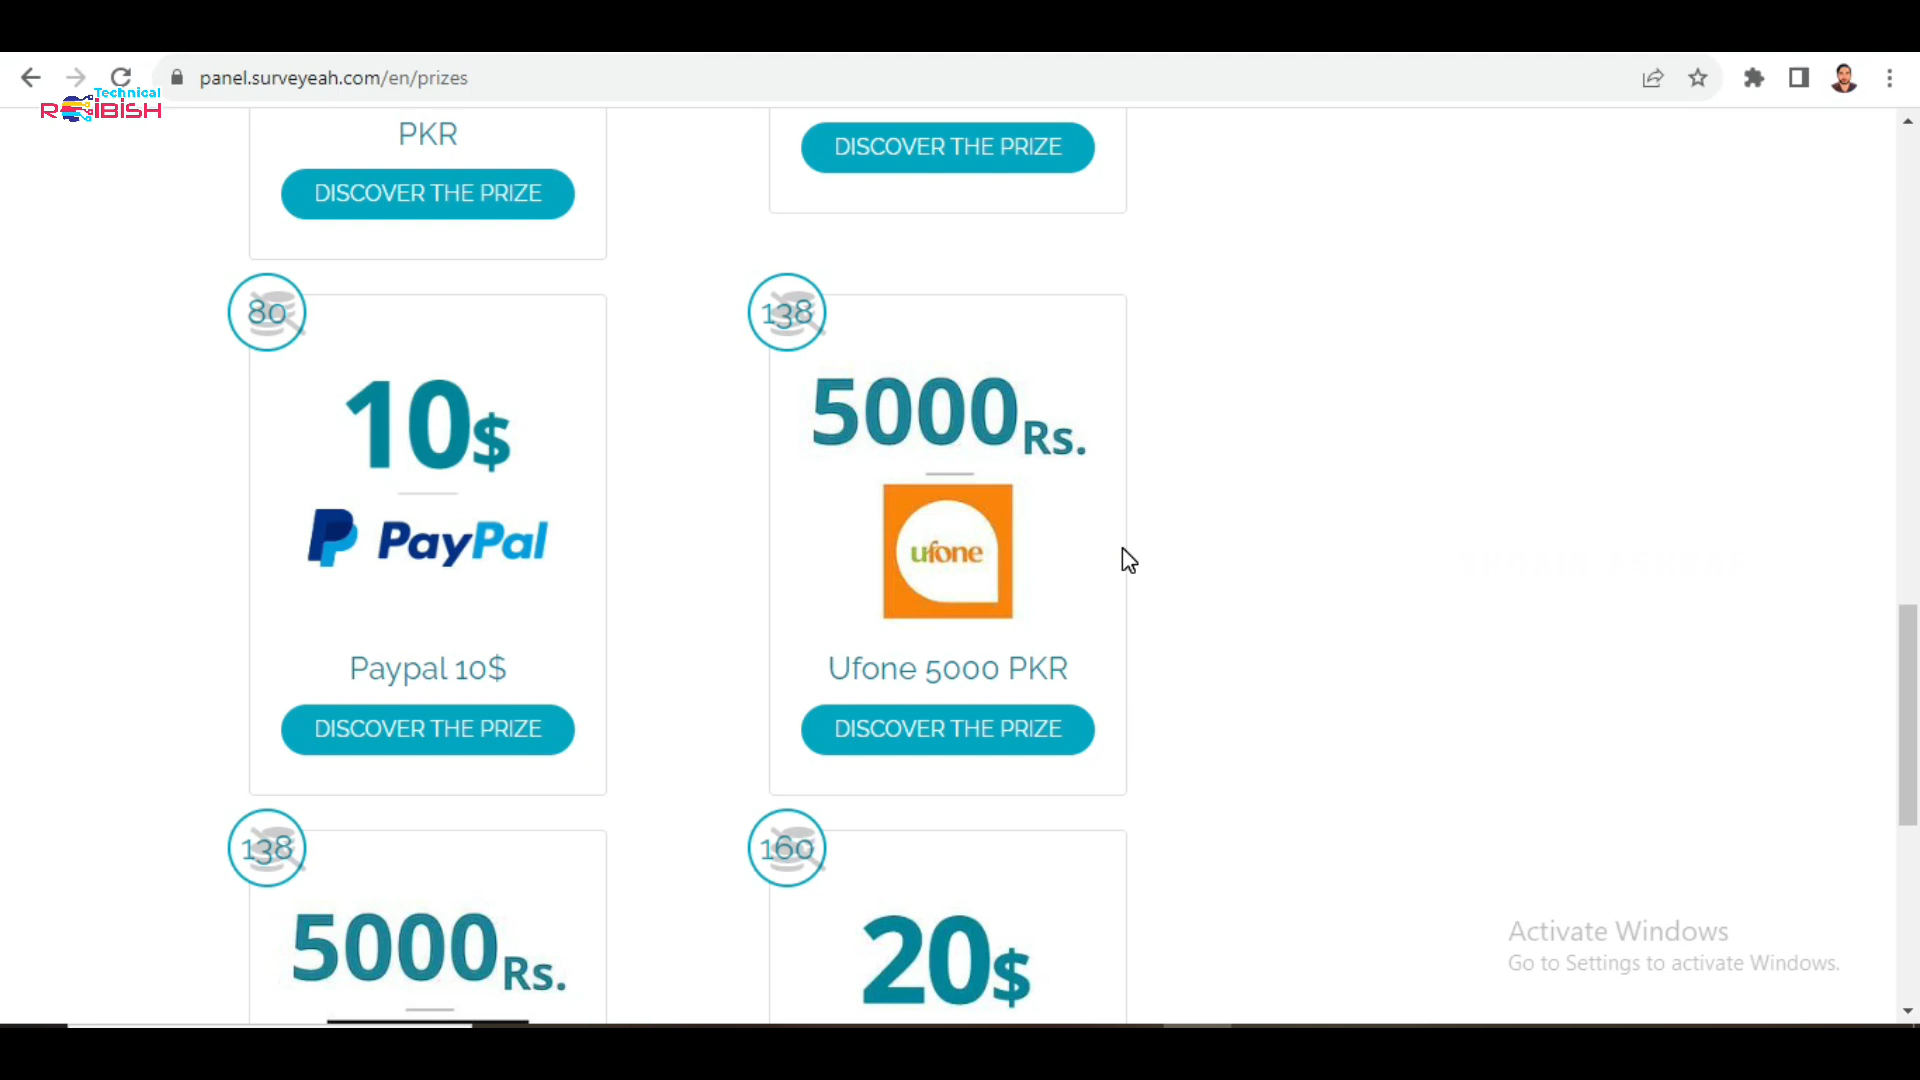 panel.surveyeah.com/en/prizes
Technical
ROIBISH
PKR
DISCOVER THE PRIZE
DISCOVER THE PRIZE
80
10$
PayPal
Paypal 10$
DISCOVER THE PRIZE
138
5000Rs.
ufone
Ufone 5000 PKR
DISCOVER THE PRIZE
138
5000Rs.
160
20$
Activate Windows
Go to Settings to activate Windows.